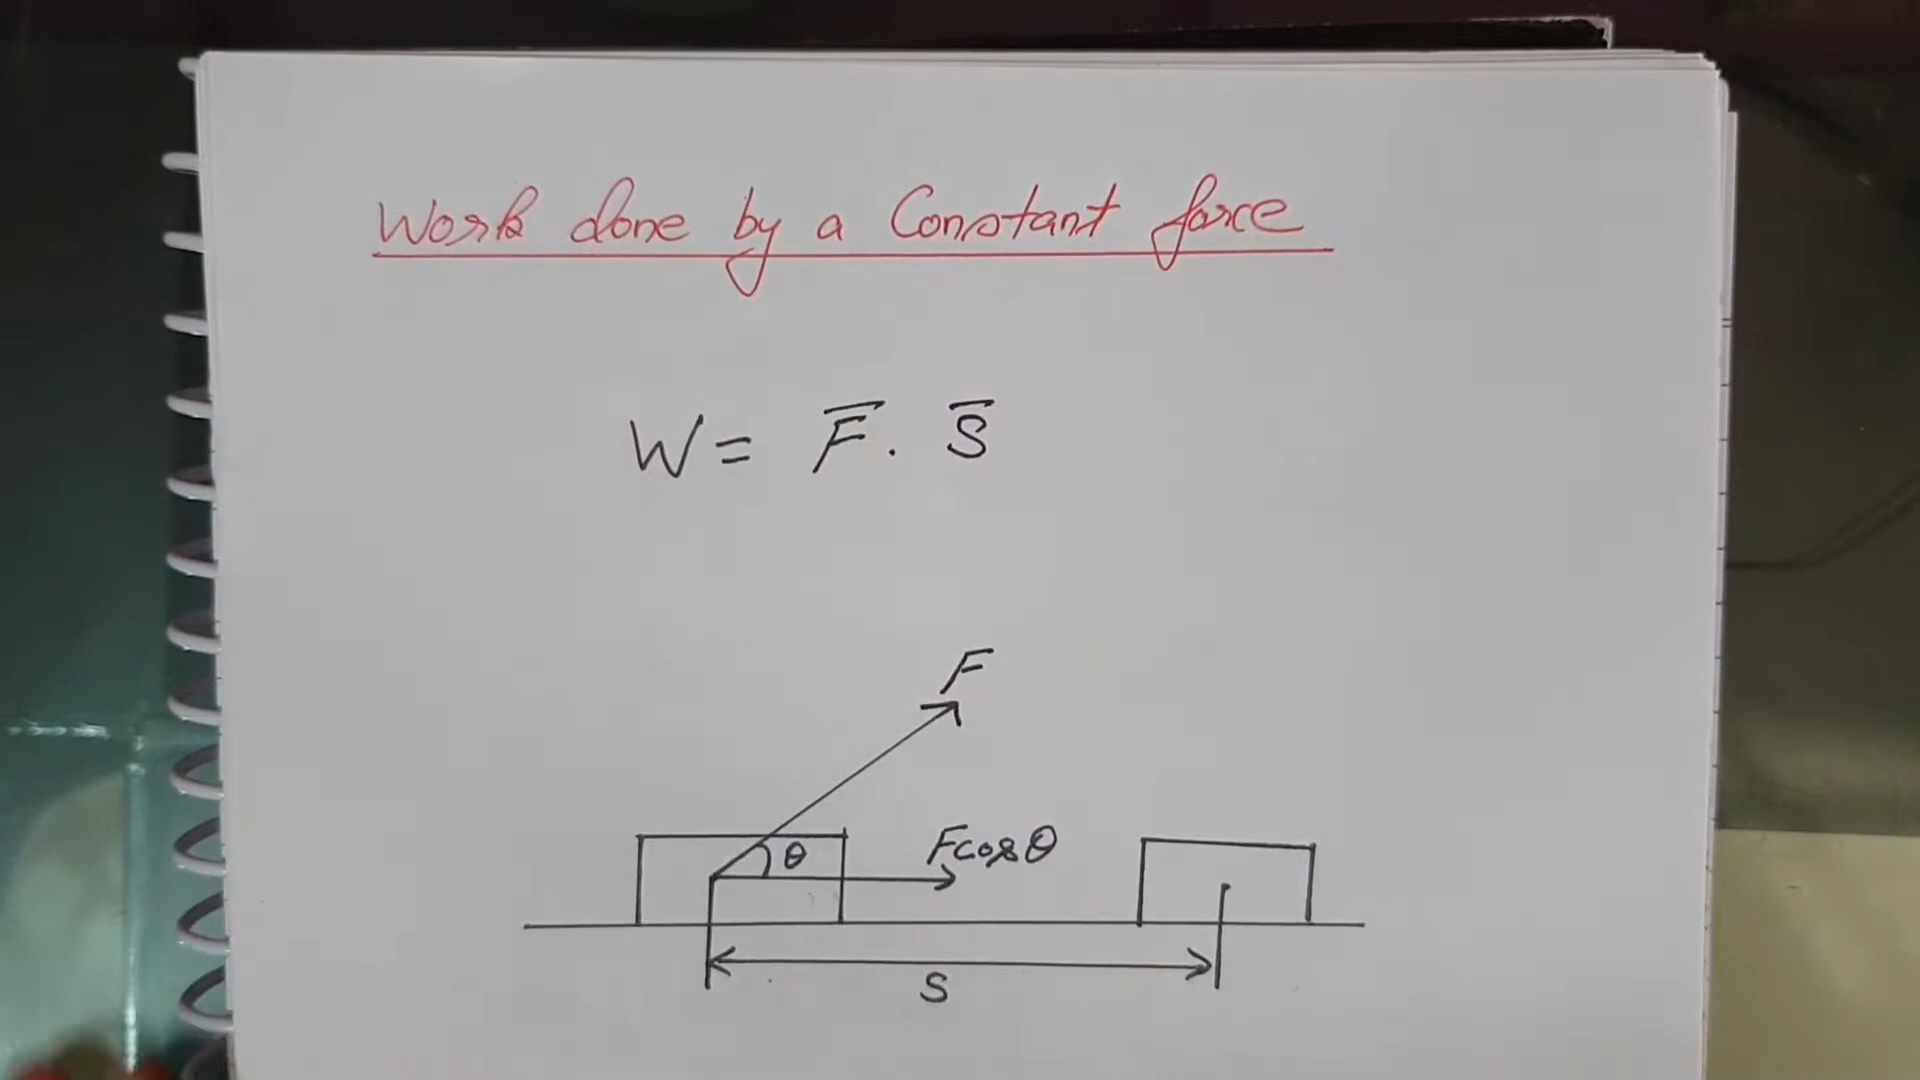 Work done by a Constant force
W = F̅ . S̅
F
θ
Fcosθ
S